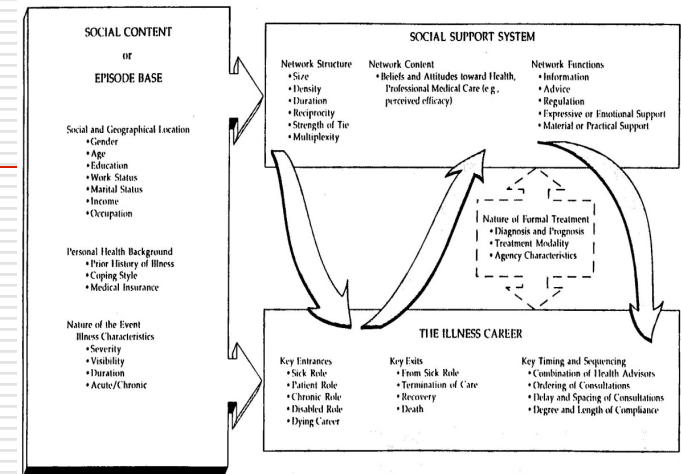 SOCIAL CONTENT
or
EPISODE BASE
Social and Geographical Location
•Gender
•Age
•Education
•Work Status
•Marital Status
•Income
•Occupation
Personal Health Background
•Prior History of Illness
•Coping Style
•Medical Insurance
Nature of the Event
Illness Characteristics
•Severity
•Visibility
•Duration
•Acute/Chronic
SOCIAL SUPPORT SYSTEM
Network Structure
•Size
•Density
•Duration
•Reciprocity
•Strength of Tie
•Multiplexity
Network Content
•Beliefs and Attitudes toward Health,
Professional Medical Care (e g ,
perceived efficacy)
Network Functions
•Information
•Advice
•Regulation
•Expressive or Emotional Support
•Material or Practical Support
Nature of Formal Treatment
•Diagnosis and Prognosis
•Treatment Modality
•Agency Characteristics
THE ILLNESS CAREER
Key Entrances
•Sick Role
•Patient Role
•Chronic Role
•Disabled Role
•Dying Career
Key Exits
•From Sick Role
•Termination of Care
•Recovery
•Death
Key Timing and Sequencing
•Combination of Health Advisors
•Ordering of Consultations
•Delay and Spacing of Consultations
•Degree and Length of Compliance